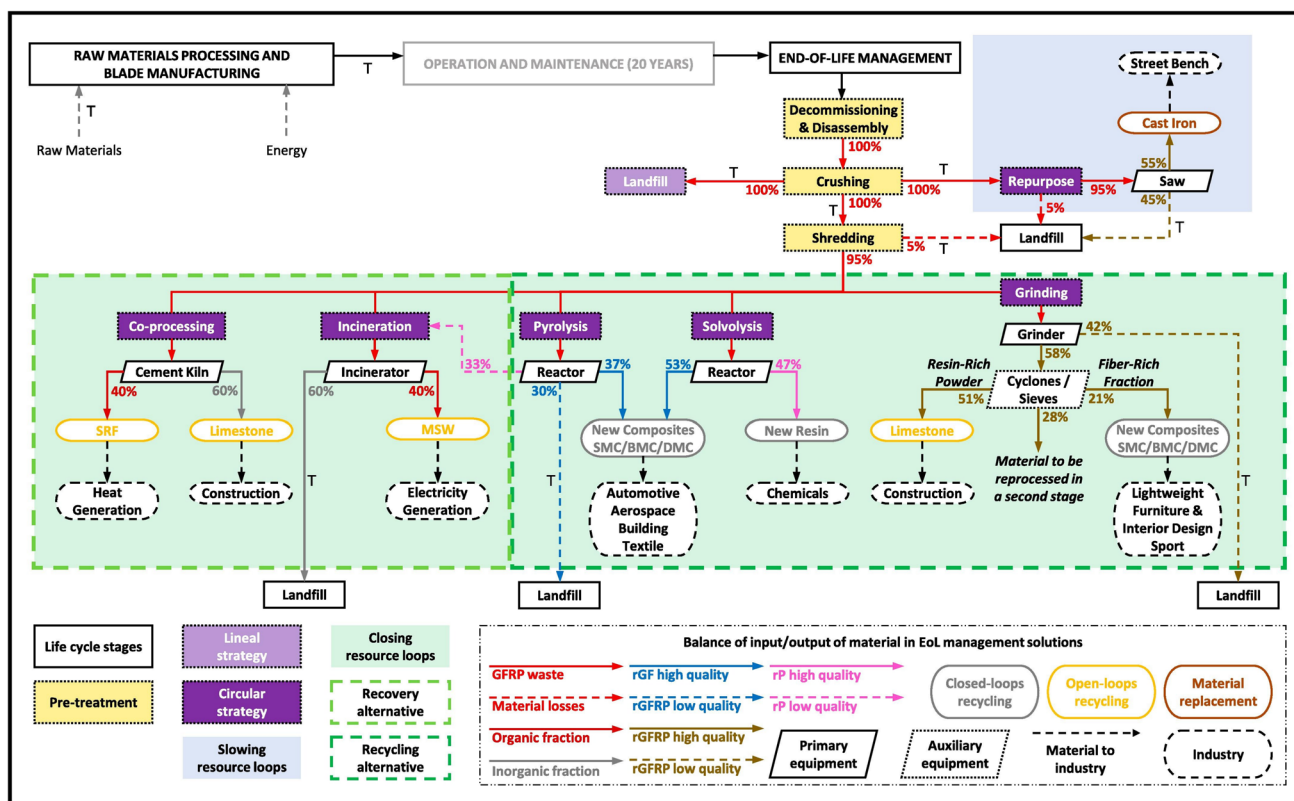 RAW MATERIALS PROCESSING AND
BLADE MANUFACTURING
T
OPERATION AND MAINTENANCE (20 YEARS)
END-OF-LIFE MANAGEMENT
Street Bench
T
Raw Materials
Energy
Decommissioning
& Disassembly
100%
Cast Iron
55%
Landfill
T
100%
Crushing
100%
T
100%
Repurpose
95%
Saw
5%
45%
T
T
Shredding
5%
T
Landfill
95%
Co-processing
Incineration
Pyrolysis
Solvolysis
Grinding
Cement Kiln
40%
60%
Incinerator
60%
40%
33%
Reactor
37%
30%
53%
Reactor
47%
Grinder
42%
58%
Resin-Rich
Powder
51%
Cyclones /
Sieves
Fiber-Rich
Fraction
21%
28%
SRF
Limestone
MSW
New Composites
SMC/BMC/DMC
New Resin
Limestone
Material to be
reprocessed in
a second stage
New Composites
SMC/BMC/DMC
T
T
T
Heat
Generation
Construction
Electricity
Generation
Automotive
Aerospace
Building
Textile
Chemicals
Construction
Lightweight
Furniture &
Interior Design
Sport
Landfill
Landfill
Landfill
Life cycle stages
Lineal
strategy
Closing
resource loops
Pre-treatment
Circular
strategy
Recovery
alternative
Slowing
resource loops
Recycling
alternative
Balance of input/output of material in EoL management solutions
GFRP waste
rGF high quality
rP high quality
Material losses
rGFRP low quality
rP low quality
Organic fraction
rGFRP high quality
Inorganic fraction
rGFRP low quality
Closed-loops
recycling
Open-loops
recycling
Material
replacement
Primary
equipment
Auxiliary
equipment
Material to
industry
Industry